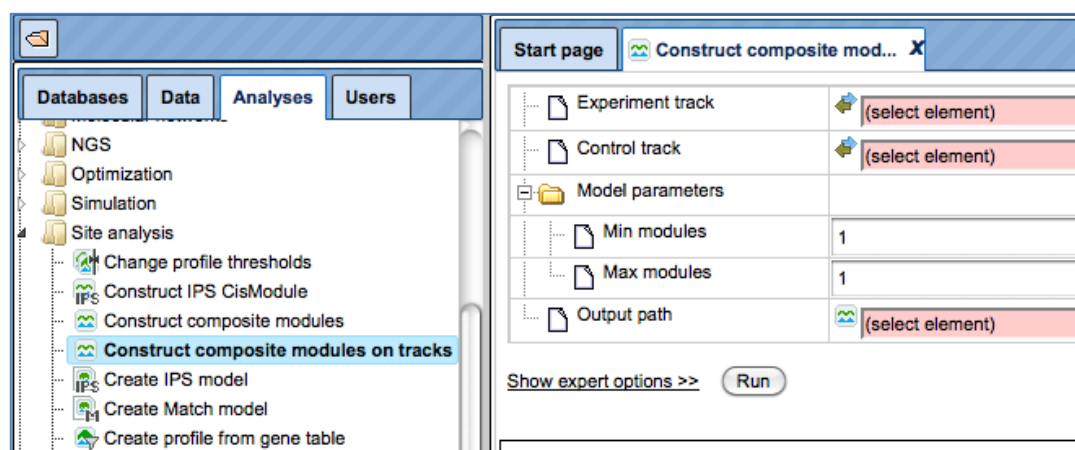 Databases Data Analyses Users
NGS
Optimization
Simulation
Site analysis
Change profile thresholds
IPS Construct IPS CisModule
Construct composite modules
Construct composite modules on tracks
IPS Create IPS model
M Create Match model
Create profile from gene table
Start page Construct composite mod... X
Experiment track (select element)
Control track (select element)
Model parameters
Min modules 1
Max modules 1
Output path (select element)
Show expert options >> Run